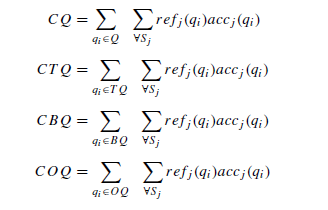 CQ = ∑_{q_i∈Q} ∑_{∀S_j} ref_j(q_i)acc_j(q_i)
CTQ = ∑_{q_i∈TQ} ∑_{∀S_j} ref_j(q_i)acc_j(q_i)
CBQ = ∑_{q_i∈BQ} ∑_{∀S_j} ref_j(q_i)acc_j(q_i)
COQ = ∑_{q_i∈OQ} ∑_{∀S_j} ref_j(q_i)acc_j(q_i)